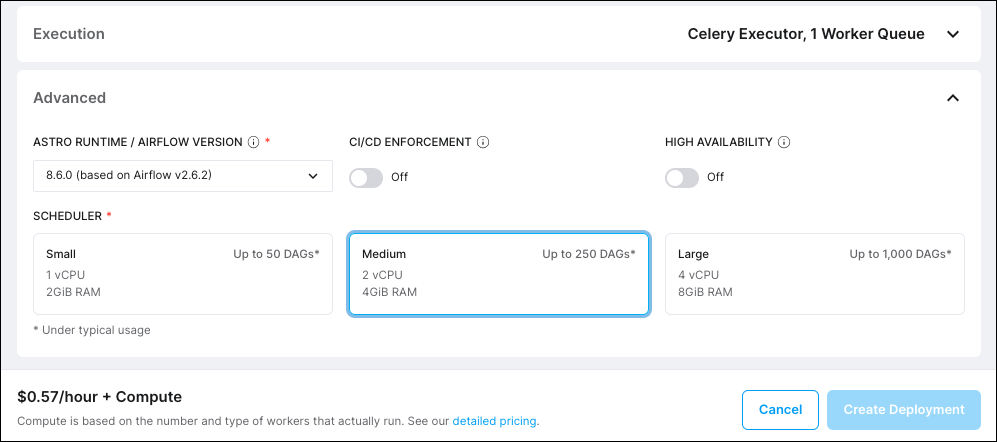 Execution
Celery Executor, 1 Worker Queue
Advanced
ASTRO RUNTIME / AIRFLOW VERSION *
CI/CD ENFORCEMENT
HIGH AVAILABILITY
8.6.0 (based on Airflow v2.6.2)
Off
Off
SCHEDULER *
Small
Up to 50 DAGs*
1 vCPU
2GiB RAM
Medium
Up to 250 DAGs*
2 vCPU
4GiB RAM
Large
Up to 1,000 DAGs*
4 vCPU
8GiB RAM
* Under typical usage
$0.57/hour + Compute
Compute is based on the number and type of workers that actually run. See our detailed pricing.
Cancel
Create Deployment